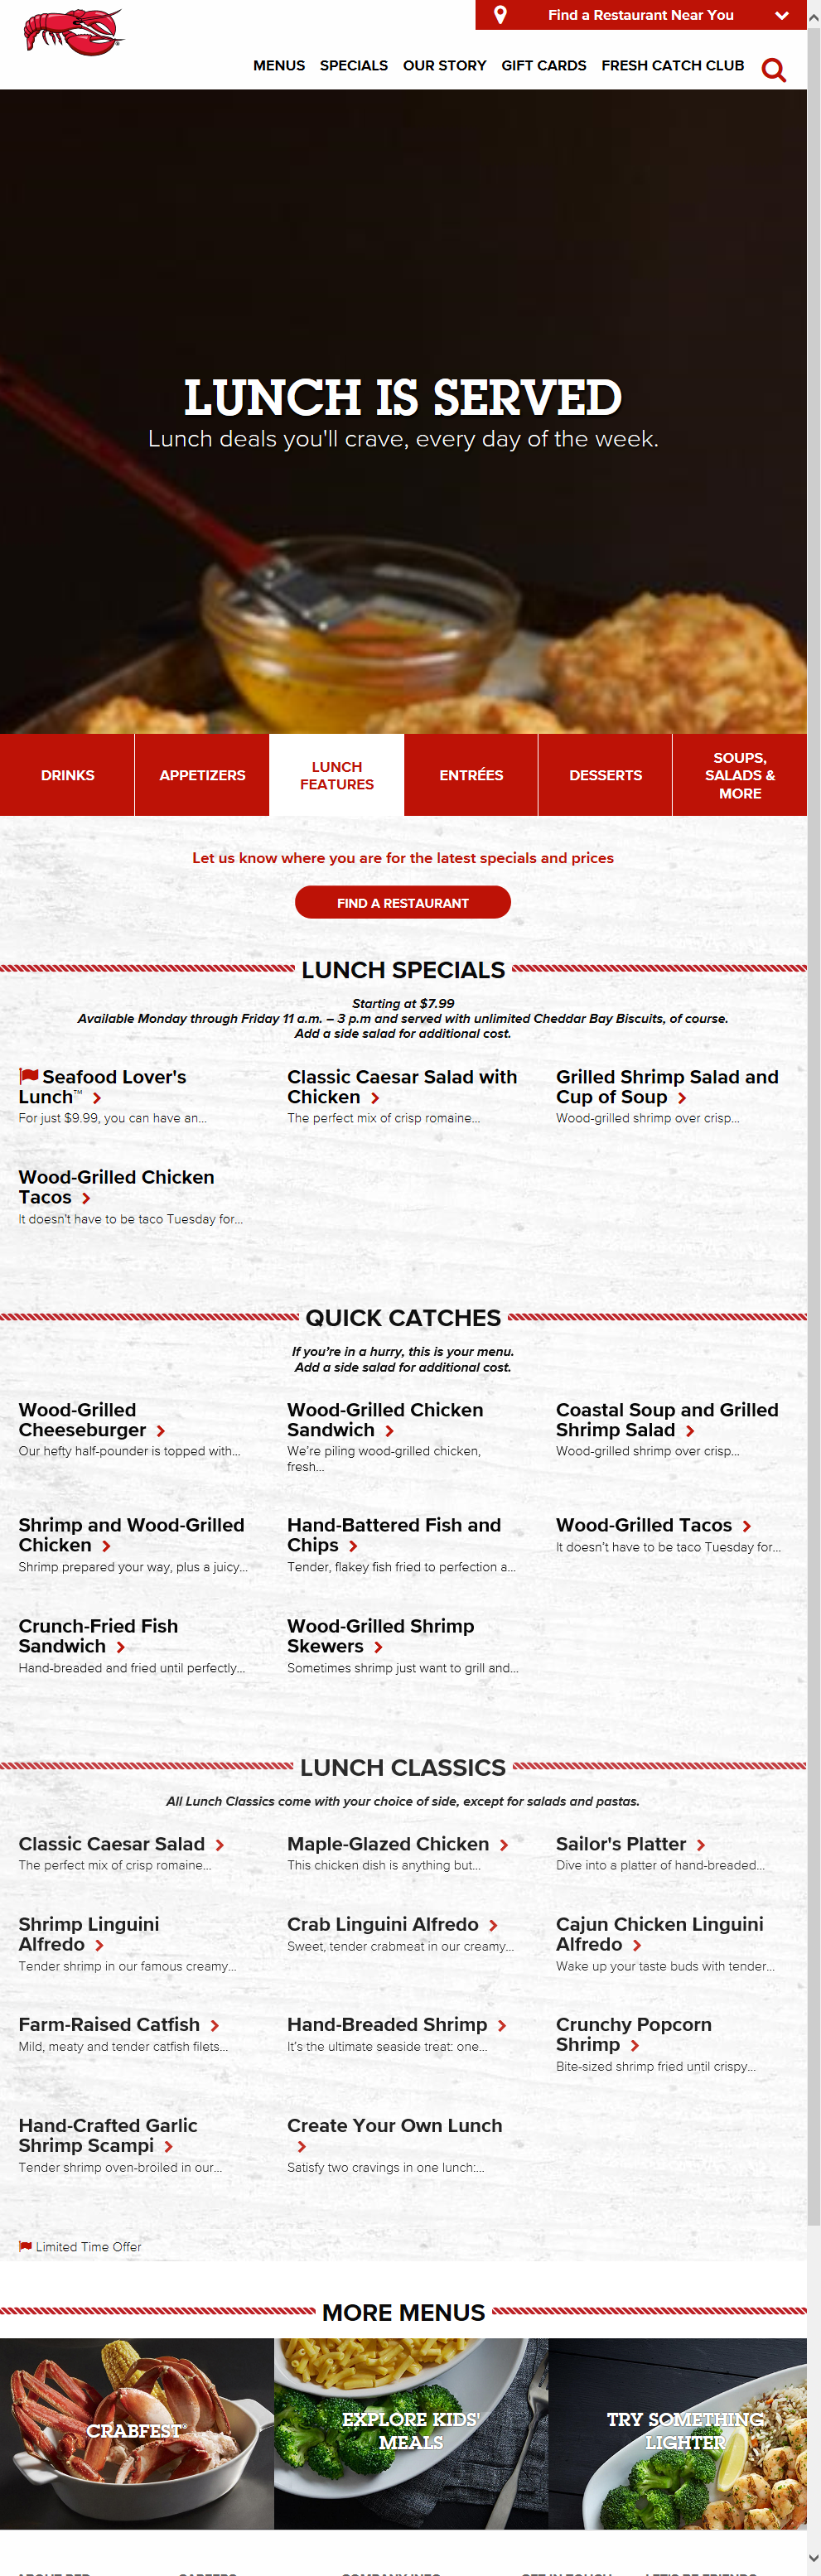 Find a Restaurant Near You
MENUS SPECIALS OUR STORY GIFT CARDS FRESH CATCH CLUB
LUNCH IS SERVED
Lunch deals you'll crave, every day of the week.
DRINKS
APPETIZERS
LUNCH
FEATURES
ENTRÉES
DESSERTS
SOUPS,
SALADS &
MORE
Let us know where you are for the latest specials and prices
FIND A RESTAURANT
LUNCH SPECIALS
Starting at $7.99
Available Monday through Friday 11 a.m. – 3 p.m and served with unlimited Cheddar Bay Biscuits, of course.
Add a side salad for additional cost.
Seafood Lover's
Lunch™
For just $9.99, you can have an...
Classic Caesar Salad with
Chicken
The perfect mix of crisp romaine...
Grilled Shrimp Salad and
Cup of Soup
Wood-grilled shrimp over crisp...
Wood-Grilled Chicken
Tacos
It doesn't have to be taco Tuesday for...
QUICK CATCHES
If you're in a hurry, this is your menu.
Add a side salad for additional cost.
Wood-Grilled
Cheeseburger
Our hefty half-pounder is topped with...
Wood-Grilled Chicken
Sandwich
We're piling wood-grilled chicken,
fresh...
Coastal Soup and Grilled
Shrimp Salad
Wood-grilled shrimp over crisp...
Shrimp and Wood-Grilled
Chicken
Shrimp prepared your way, plus a juicy...
Hand-Battered Fish and
Chips
Tender, flakey fish fried to perfection a...
Wood-Grilled Tacos
It doesn't have to be taco Tuesday for...
Crunch-Fried Fish
Sandwich
Hand-breaded and fried until perfectly...
Wood-Grilled Shrimp
Skewers
Sometimes shrimp just want to grill and...
LUNCH CLASSICS
All Lunch Classics come with your choice of side, except for salads and pastas.
Classic Caesar Salad
The perfect mix of crisp romaine...
Maple-Glazed Chicken
This chicken dish is anything but...
Sailor's Platter
Dive into a platter of hand-breaded...
Shrimp Linguini
Alfredo
Tender shrimp in our famous creamy...
Crab Linguini Alfredo
Sweet, tender crabmeat in our creamy...
Cajun Chicken Linguini
Alfredo
Wake up your taste buds with tender...
Farm-Raised Catfish
Mild, meaty and tender catfish filets...
Hand-Breaded Shrimp
It's the ultimate seaside treat: one...
Crunchy Popcorn
Shrimp
Bite-sized shrimp fried until crispy...
Hand-Crafted Garlic
Shrimp Scampi
Tender shrimp oven-broiled in our...
Create Your Own Lunch
Satisfy two cravings in one lunch:...
Limited Time Offer
MORE MENUS
CRABFEST®
EXPLORE KIDS'
MEALS
TRY SOMETHING
LIGHTER